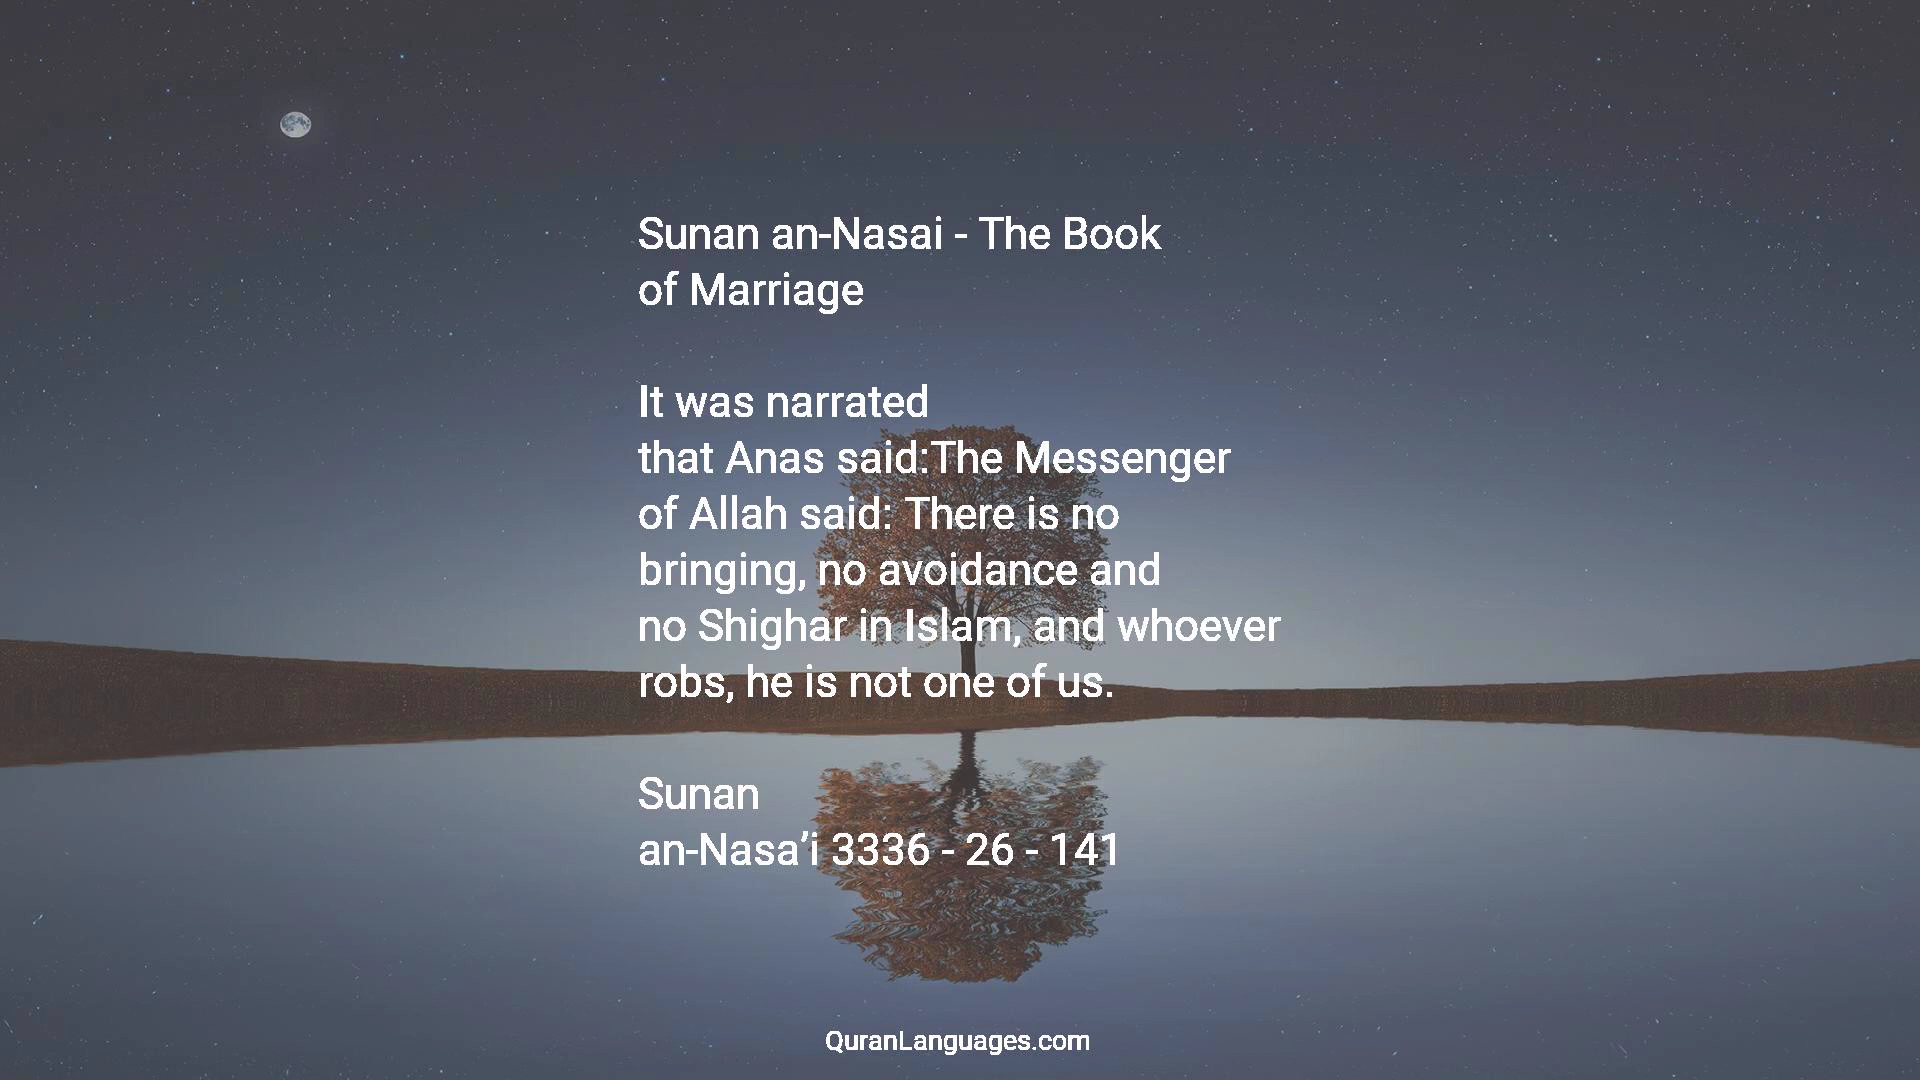 Sunan an-Nasai - The Book
of Marriage
It was narrated
that Anas said:The Messenger
of Allah said: There is no
bringing, no avoidance and
no Shighar in Islam, and whoever
robs, he is not one of us.
Sunan
an-Nasa’i 3336 - 26 - 141
QuranLanguages.com